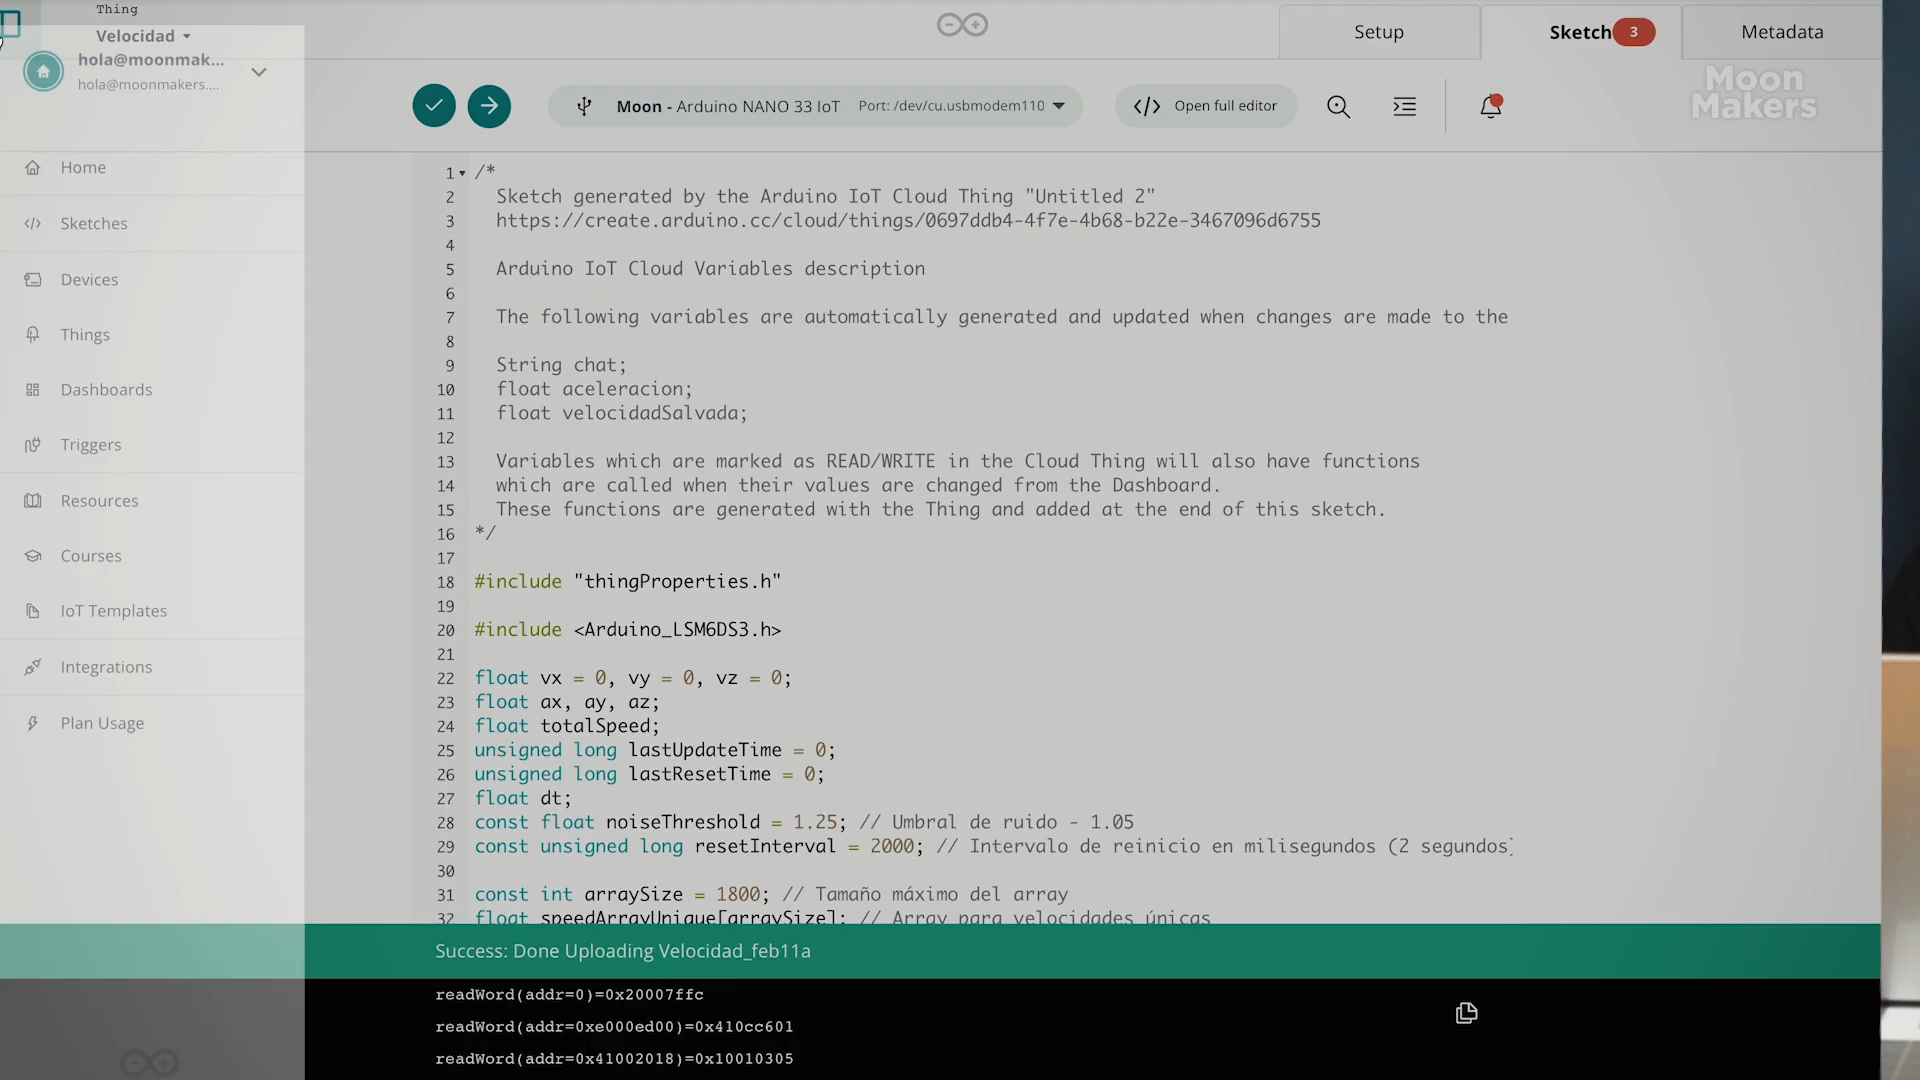 Thing
Velocidad
hola@moonmak...
hola@moonmakers....
Home
Sketches
Devices
Things
Dashboards
Triggers
Resources
Courses
IoT Templates
Integrations
Plan Usage
Setup
Sketch 3
Metadata
Moon Makers
Moon - Arduino NANO 33 IoT Port: /dev/cu.usbmodem110
Open full editor
1 /*
2 Sketch generated by the Arduino IoT Cloud Thing "Untitled 2"
3 https://create.arduino.cc/cloud/things/0697ddb4-4f7e-4b68-b22e-3467096d6755
4
5 Arduino IoT Cloud Variables description
6
7 The following variables are automatically generated and updated when changes are made to the
8
9 String chat;
10 float aceleracion;
11 float velocidadSalvada;
12
13 Variables which are marked as READ/WRITE in the Cloud Thing will also have functions
14 which are called when their values are changed from the Dashboard.
15 These functions are generated with the Thing and added at the end of this sketch.
16 */
17
18 #include "thingProperties.h"
19
20 #include <Arduino_LSM6DS3.h>
21
22 float vx = 0, vy = 0, vz = 0;
23 float ax, ay, az;
24 float totalSpeed;
25 unsigned long lastUpdateTime = 0;
26 unsigned long lastResetTime = 0;
27 float dt;
28 const float noiseThreshold = 1.25; // Umbral de ruido - 1.05
29 const unsigned long resetInterval = 2000; // Intervalo de reinicio en milisegundos (2 segundos)
30
31 const int arraySize = 1800; // Tamaño máximo del array
32 float speedArrayUnique[arraySize]; // Array para velocidades únicas
Success: Done Uploading Velocidad_feb11a
readWord(addr=0)=0x20007ffc
readWord(addr=0xe000ed00)=0x410cc601
readWord(addr=0x41002018)=0x10010305